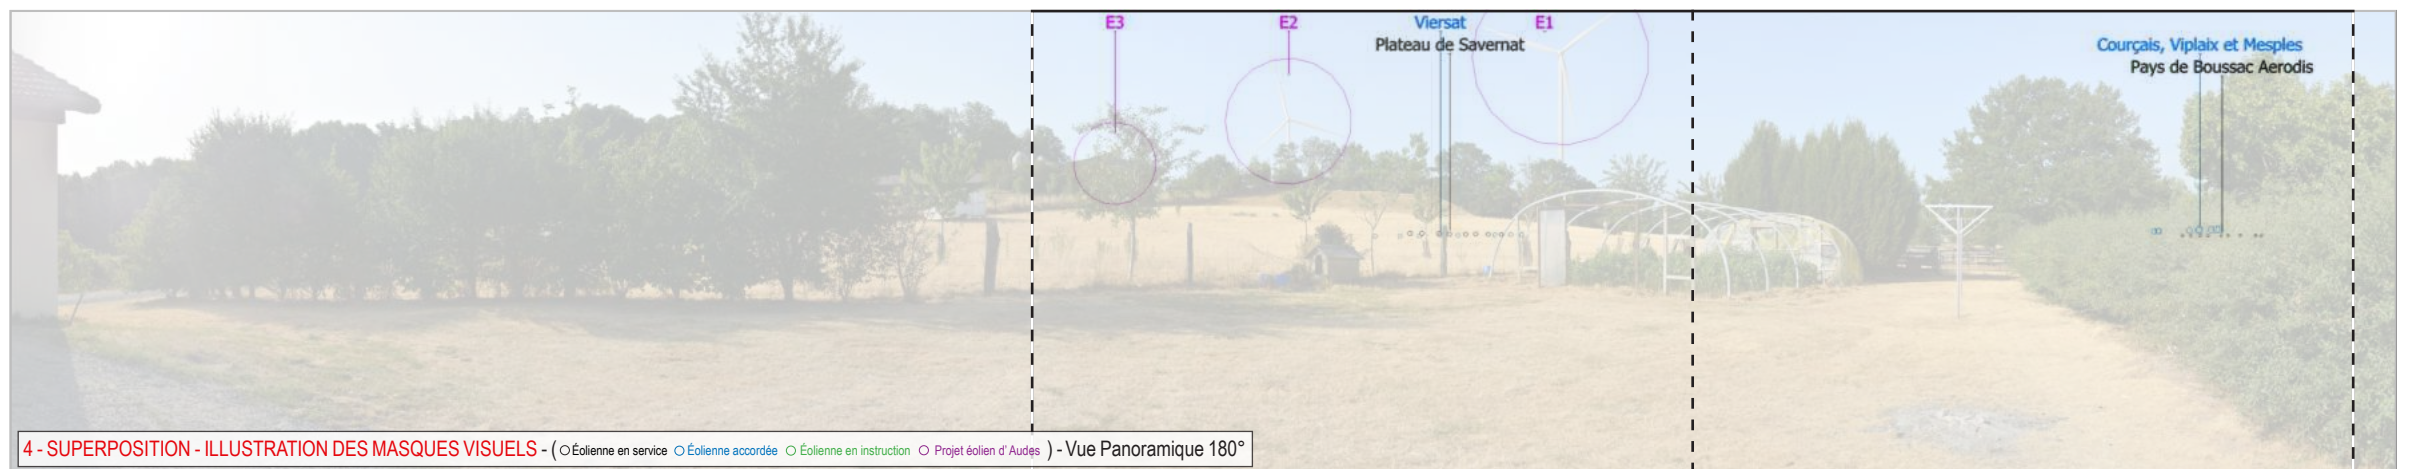 E3
E2
Viersat
E1
Plateau de Savernat
Courçais, Viplaix et Mesples
Pays de Boussac Aerodis
4 - SUPERPOSITION - ILLUSTRATION DES MASQUES VISUELS - ( Éolienne en service Éolienne accordée Éolienne en instruction Projet éolien d' Audes ) - Vue Panoramique 180°